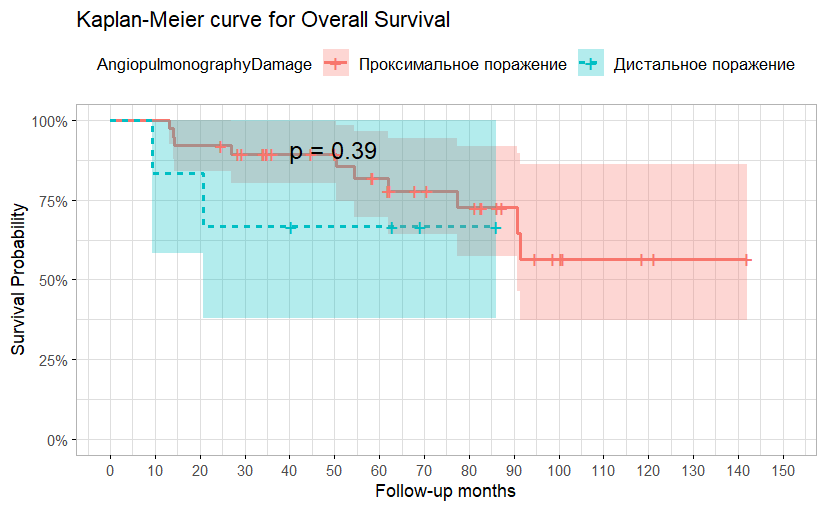 Kaplan-Meier curve for Overall Survival
AngiopulmonographyDamage Проксимальное поражение Дистальное поражение
100%
p = 0.39
75%
50%
25%
0%
Survival Probability
0 10 20 30 40 50 60 70 80 90 100 110 120 130 140 150
Follow-up months